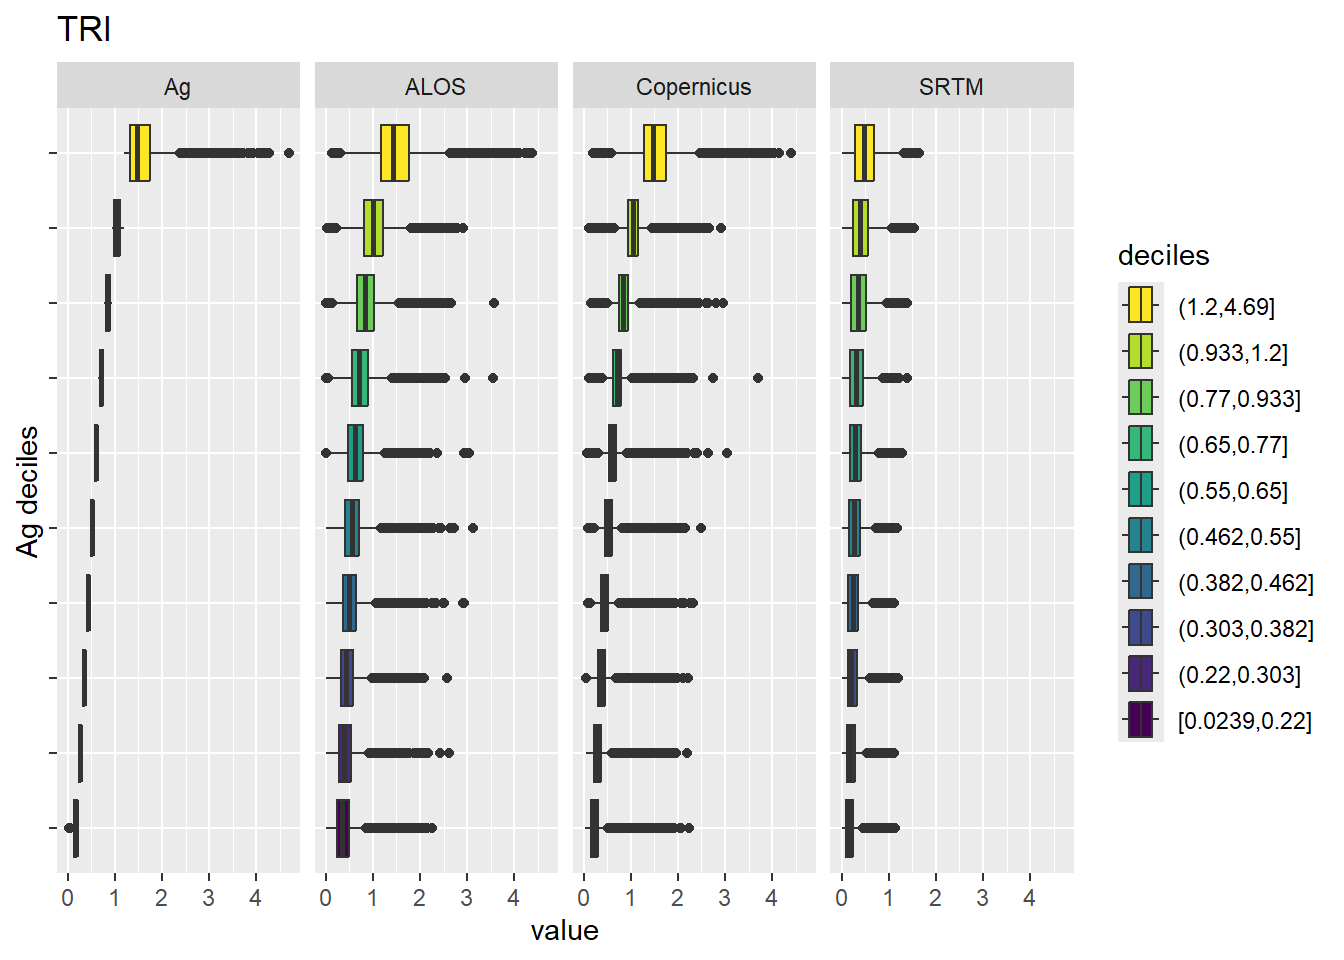 TRI
Ag
ALOS
Copernicus
SRTM
Ag deciles
0 1 2 3 4
0 1 2 3 4
0 1 2 3 4
0 1 2 3 4
value
deciles
(1.2,4.69]
(0.933,1.2]
(0.77,0.933]
(0.65,0.77]
(0.55,0.65]
(0.462,0.55]
(0.382,0.462]
(0.303,0.382]
(0.22,0.303]
[0.0239,0.22]